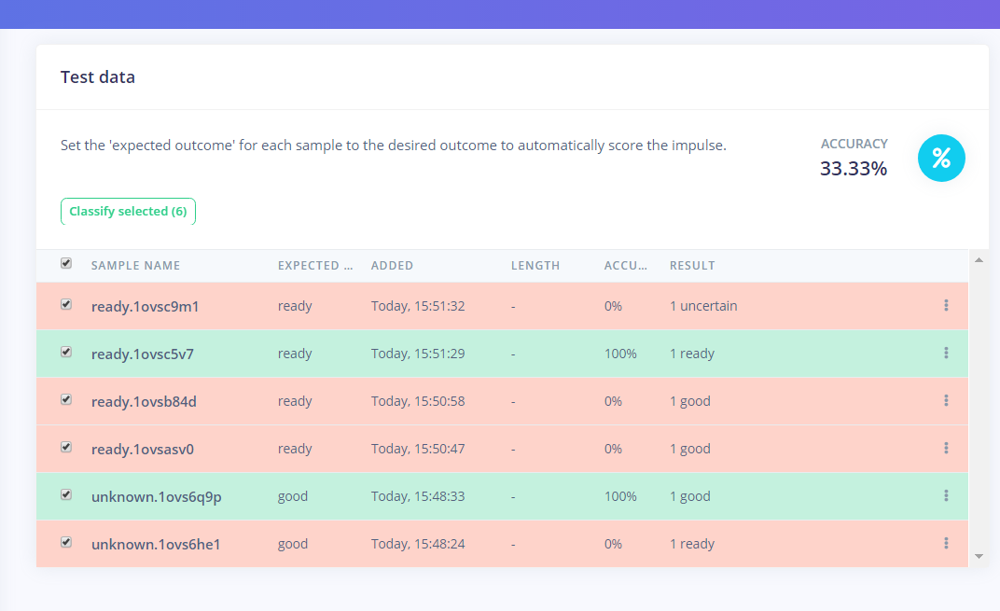 Test data
Set the 'expected outcome' for each sample to the desired outcome to automatically score the impulse.
ACCURACY
33.33%
%
Classify selected (6)
SAMPLE NAME EXPECTED ... ADDED LENGTH ACCU... RESULT
ready.1ovsc9m1 ready Today, 15:51:32 - 0% 1 uncertain
ready.1ovsc5v7 ready Today, 15:51:29 - 100% 1 ready
ready.1ovsb84d ready Today, 15:50:58 - 0% 1 good
ready.1ovsasv0 ready Today, 15:50:47 - 0% 1 good
unknown.1ovs6q9p good Today, 15:48:33 - 100% 1 good
unknown.1ovs6he1 good Today, 15:48:24 - 0% 1 ready